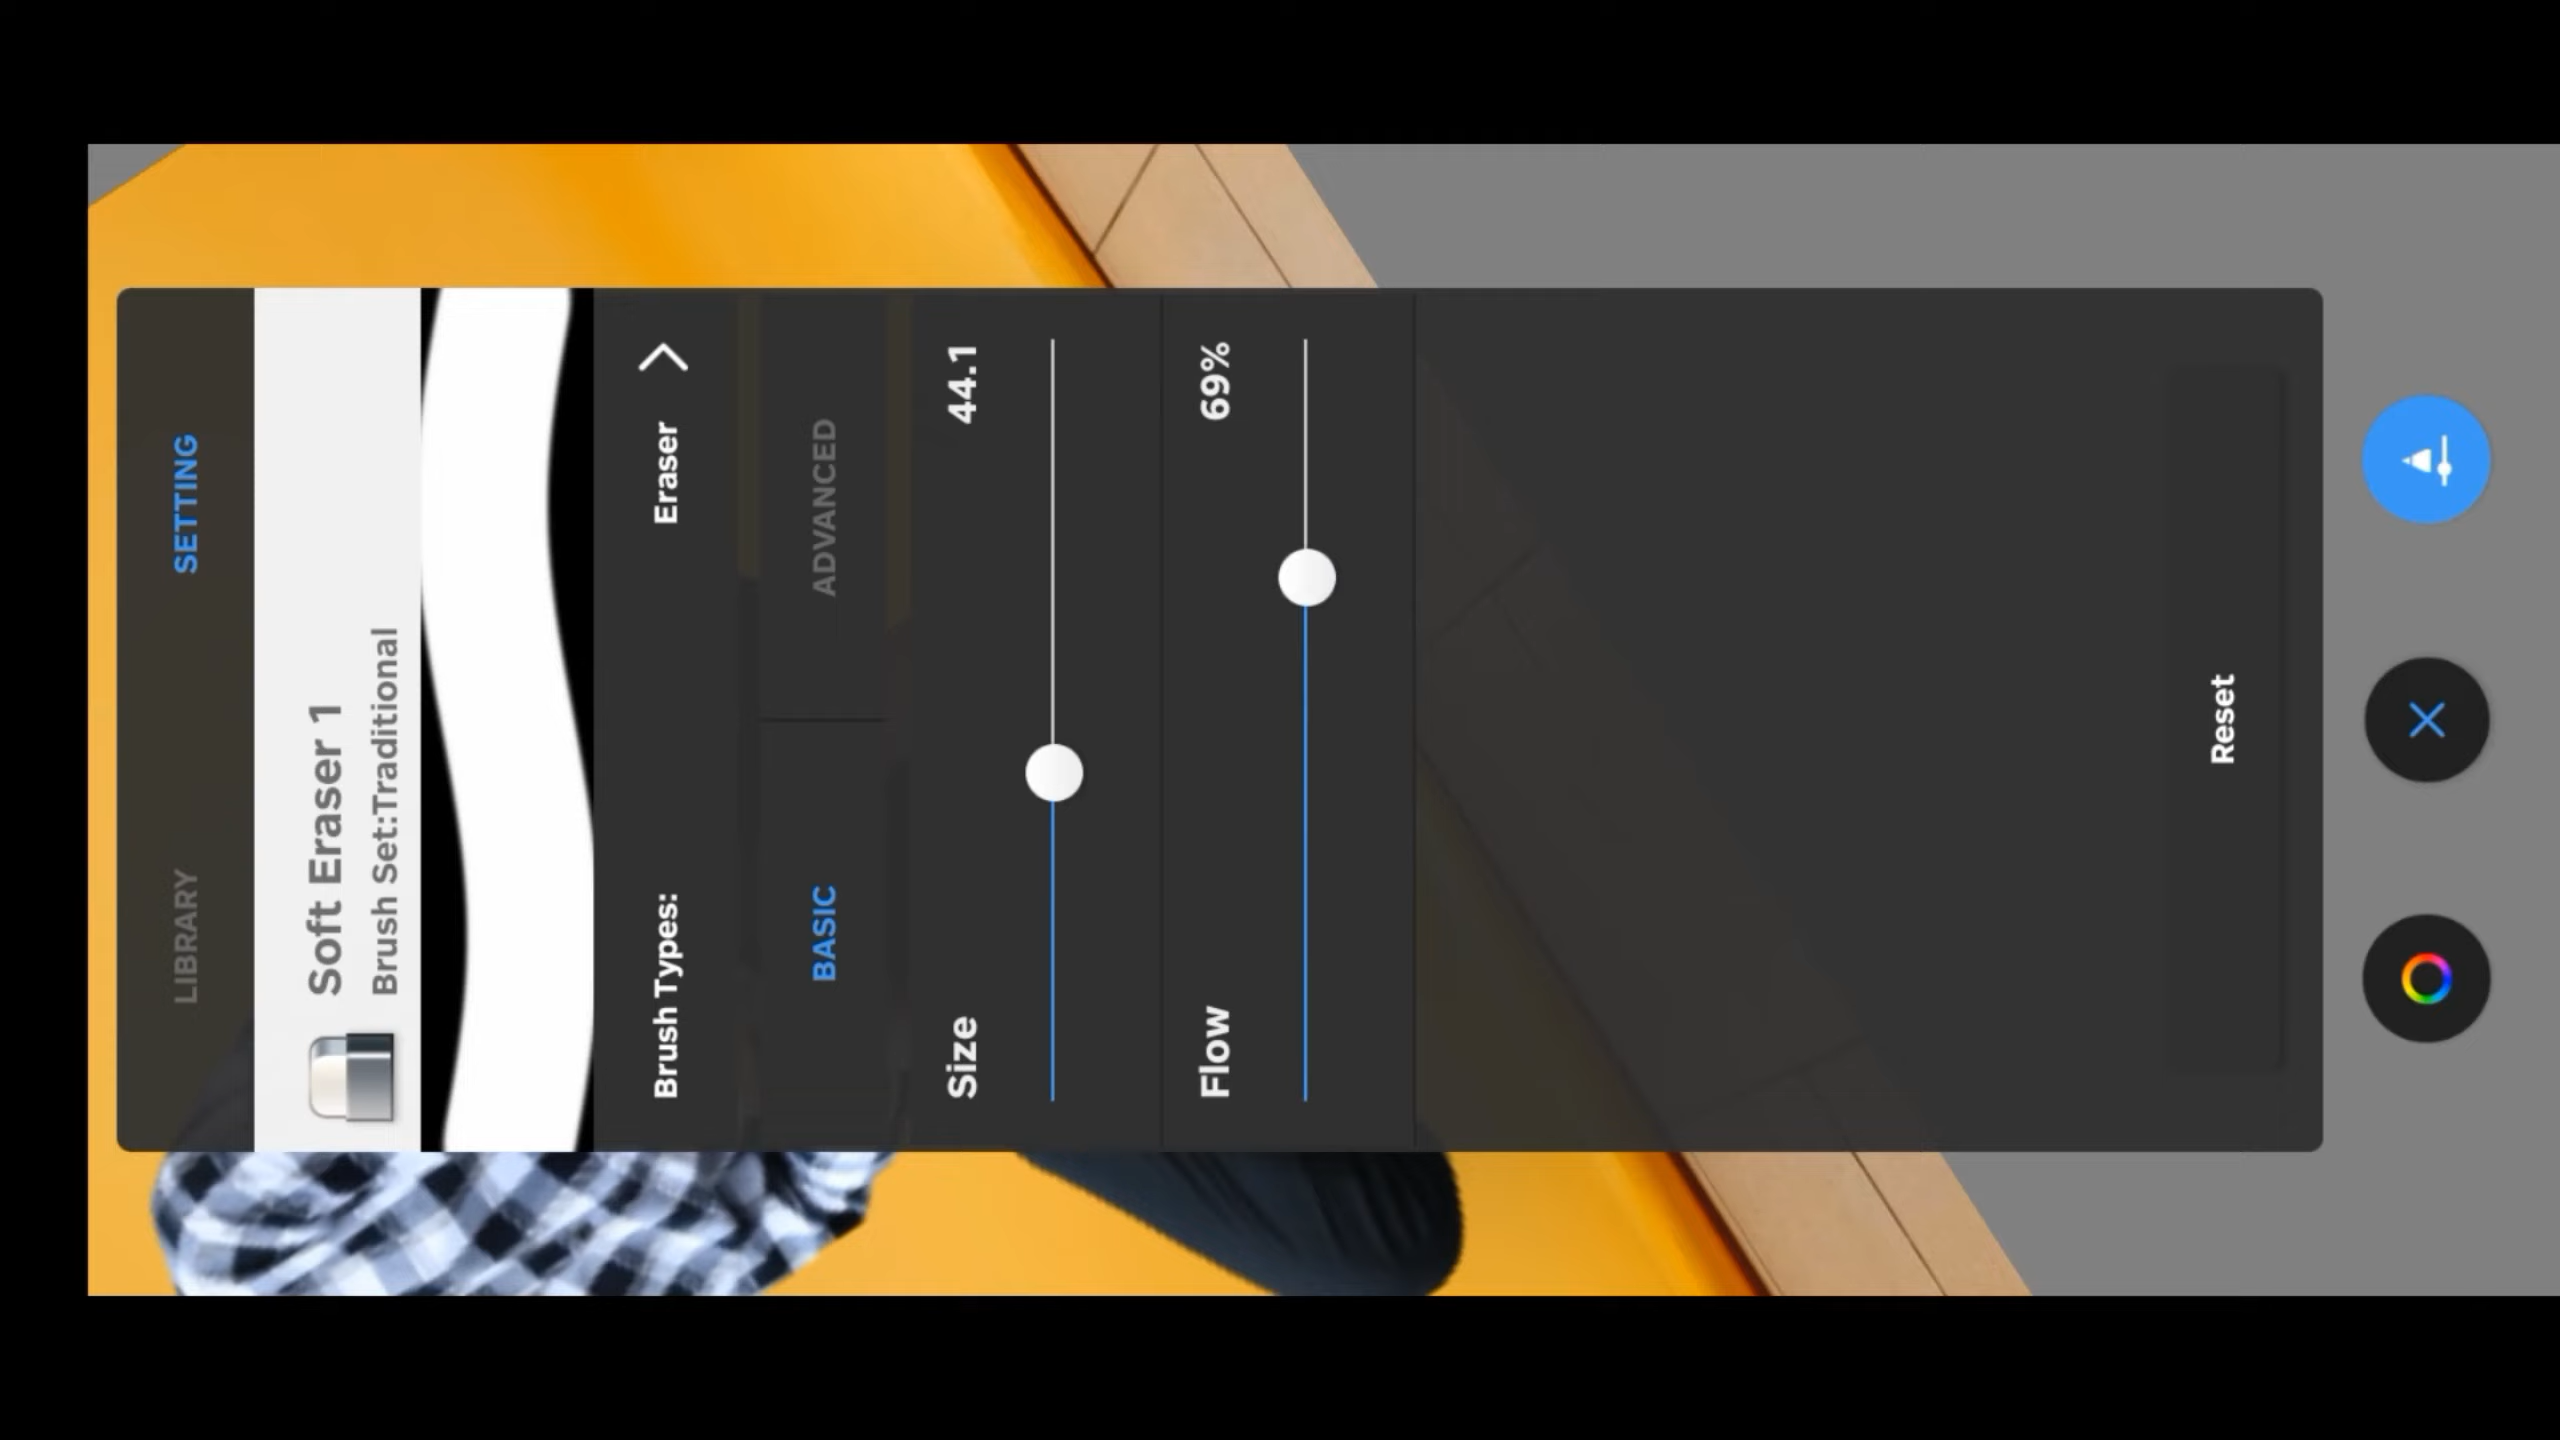 LIBRARY SETTING
Soft Eraser 1
Brush Set:Traditional
Brush Types: Eraser
BASIC ADVANCED
Size 44.1
Flow 69%
Reset